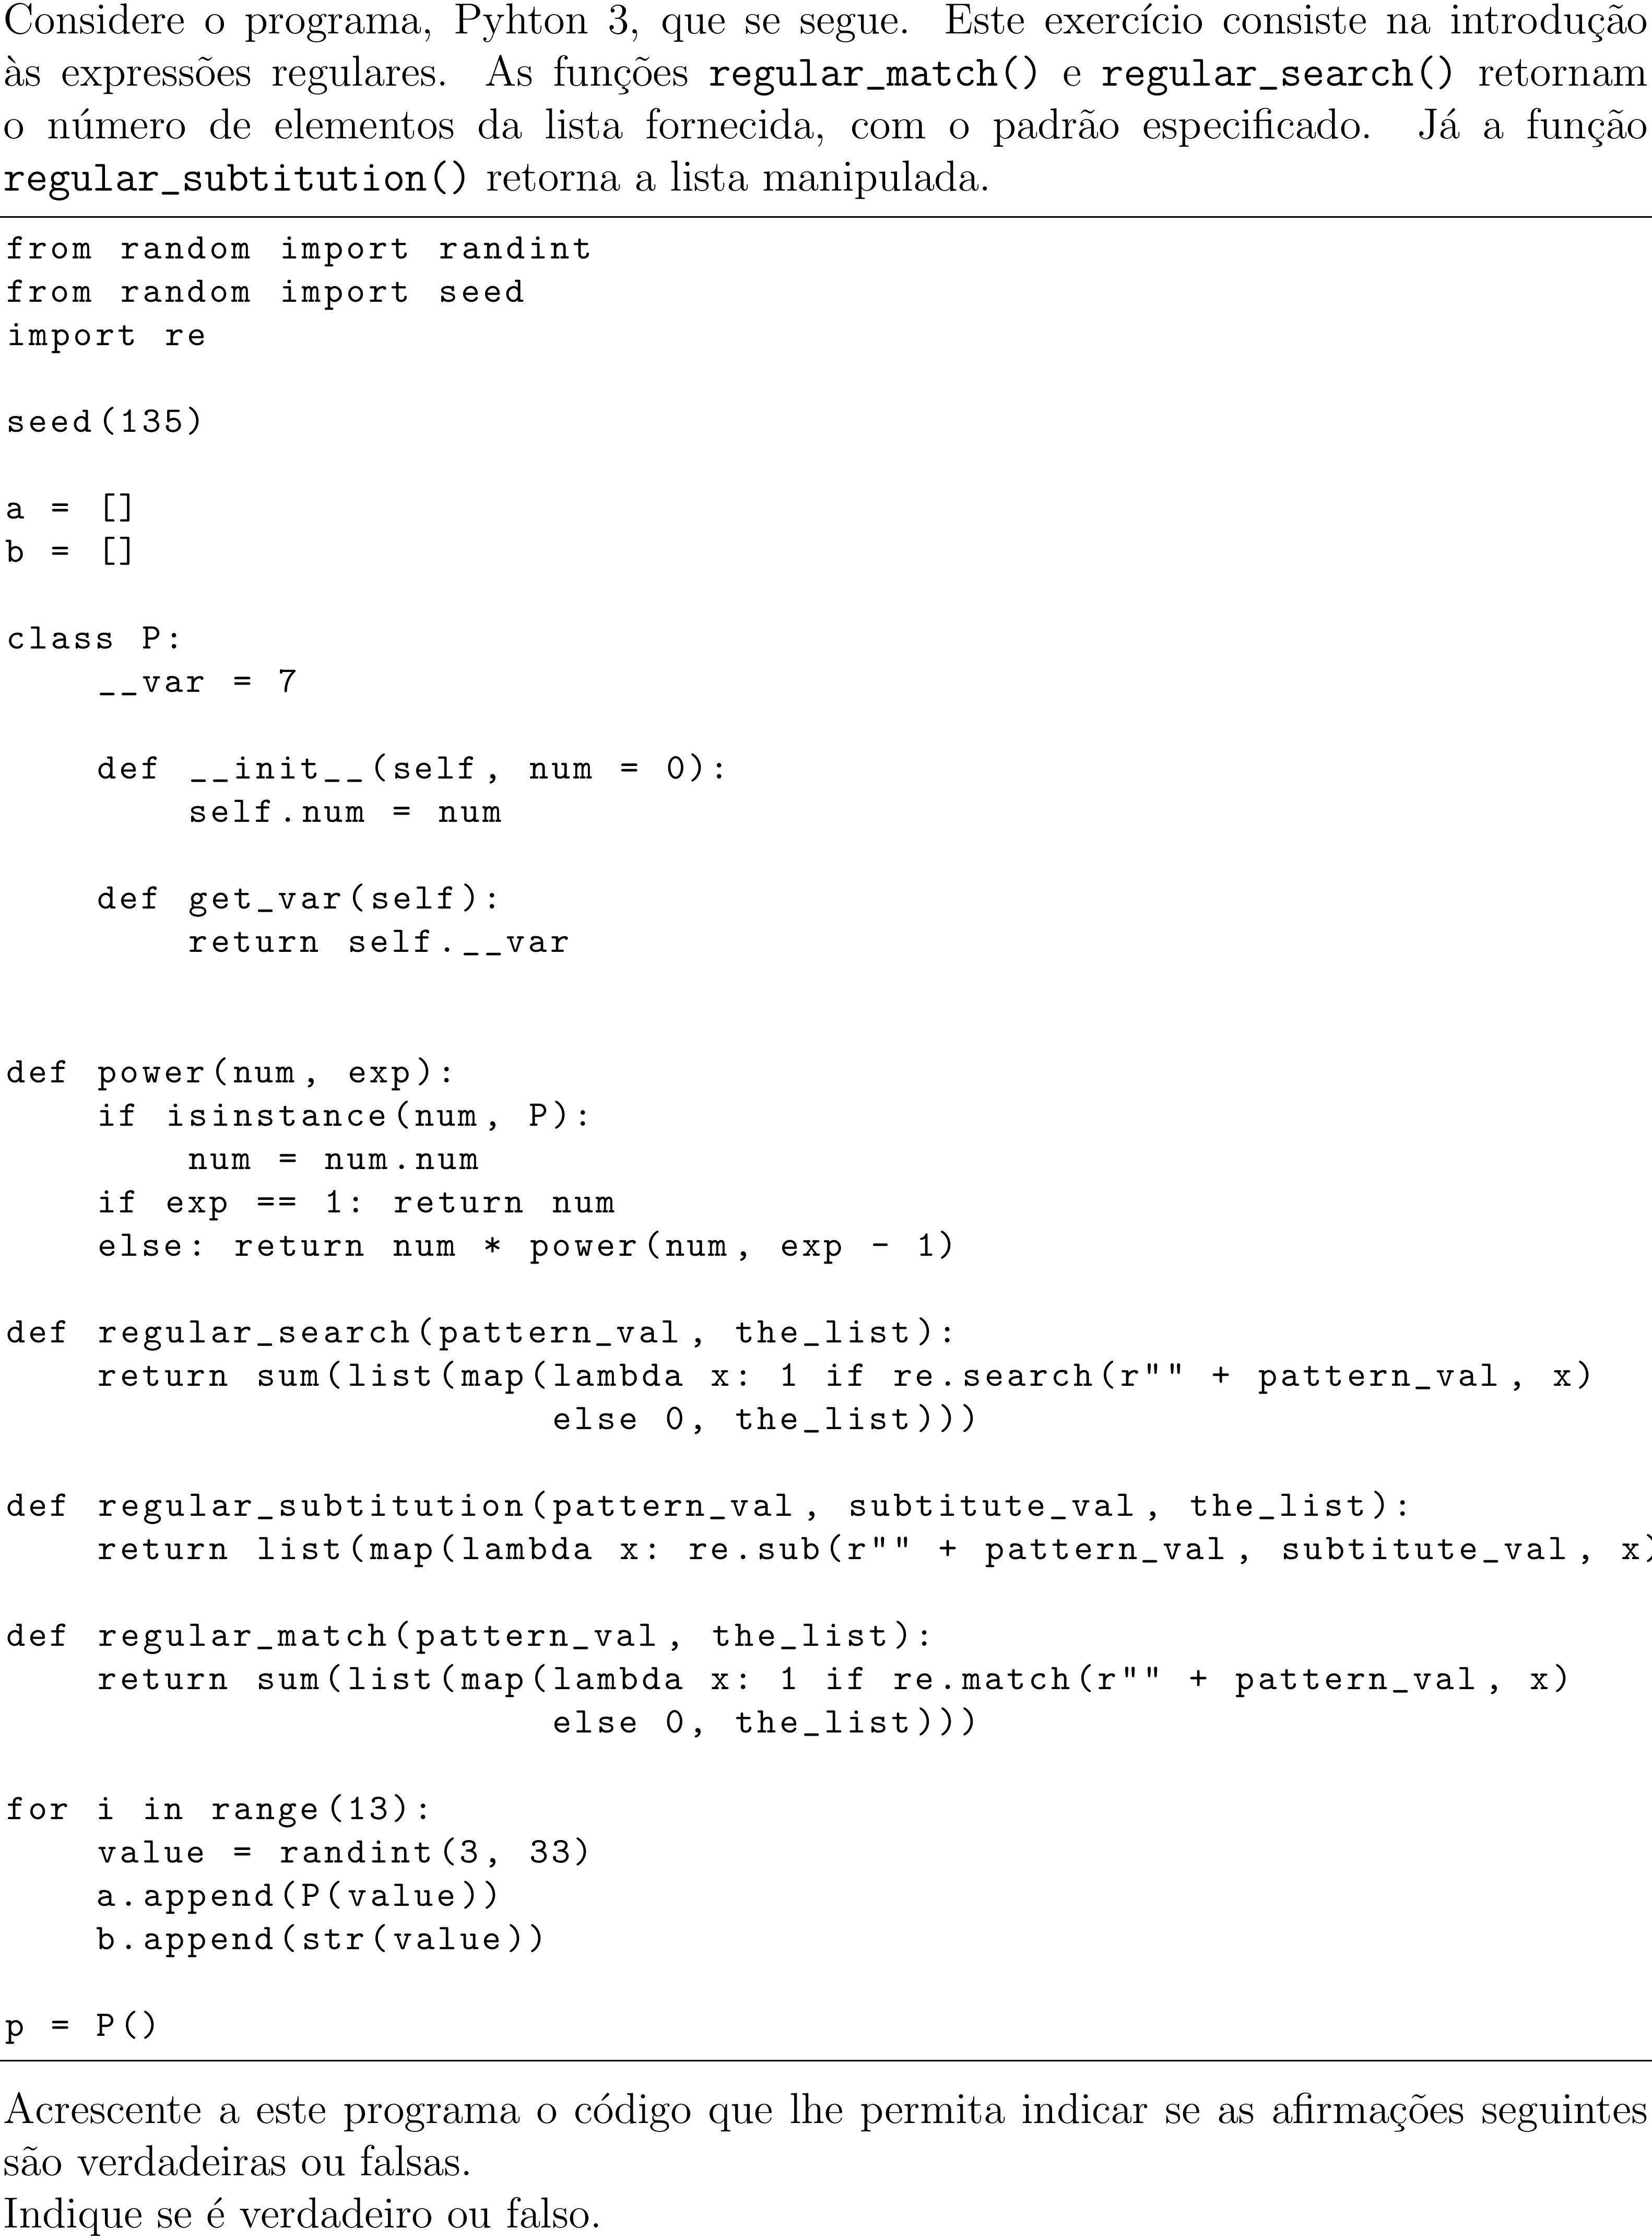 Considere o programa, Pyhton 3, que se segue. Este exercício consiste na introdução
às expressões regulares. As funções regular_match() e regular_search() retornam
o número de elementos da lista fornecida, com o padrão especificado. Já a função
regular_subtitution() retorna a lista manipulada.
from random import randint
from random import seed
import re
seed(135)
a = []
b = []
class P:
    __var = 7
    def __init__(self, num = 0):
        self.num = num
    def get_var(self):
        return self.__var
def power(num, exp):
    if isinstance(num, P):
        num = num.num
    if exp == 1: return num
    else: return num * power(num, exp - 1)
def regular_search(pattern_val, the_list):
    return sum(list(map(lambda x: 1 if re.search(r"" + pattern_val, x)
                        else 0, the_list)))
def regular_subtitution(pattern_val, subtitute_val, the_list):
    return list(map(lambda x: re.sub(r"" + pattern_val, subtitute_val, x)
def regular_match(pattern_val, the_list):
    return sum(list(map(lambda x: 1 if re.match(r"" + pattern_val, x)
                        else 0, the_list)))
for i in range(13):
    value = randint(3, 33)
    a.append(P(value))
    b.append(str(value))
p = P()
Acrescente a este programa o código que lhe permita indicar se as afirmações seguintes
são verdadeiras ou falsas.
Indique se é verdadeiro ou falso.